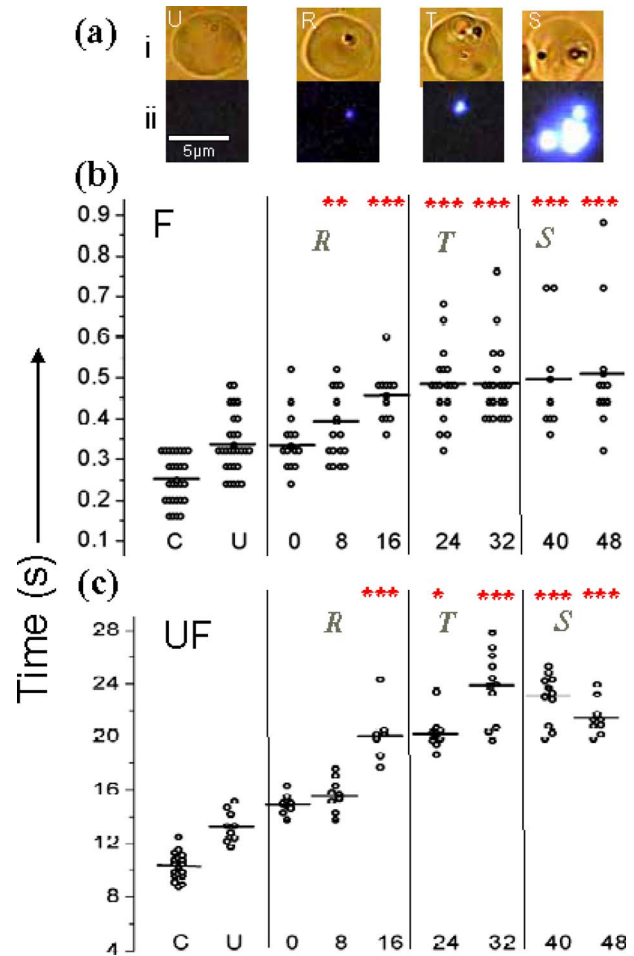 (a)
U R T S
i
ii
5μm
(b)
F
** *** *** *** *** ***
R T S
0.9
0.8
0.7
0.6
0.5
0.4
0.3
0.2
0.1
C U 0 8 16 24 32 40 48
Time (s)
(c)
UF
*** * *** *** ***
R T S
28
24
20
16
12
8
4
C U 0 8 16 24 32 40 48